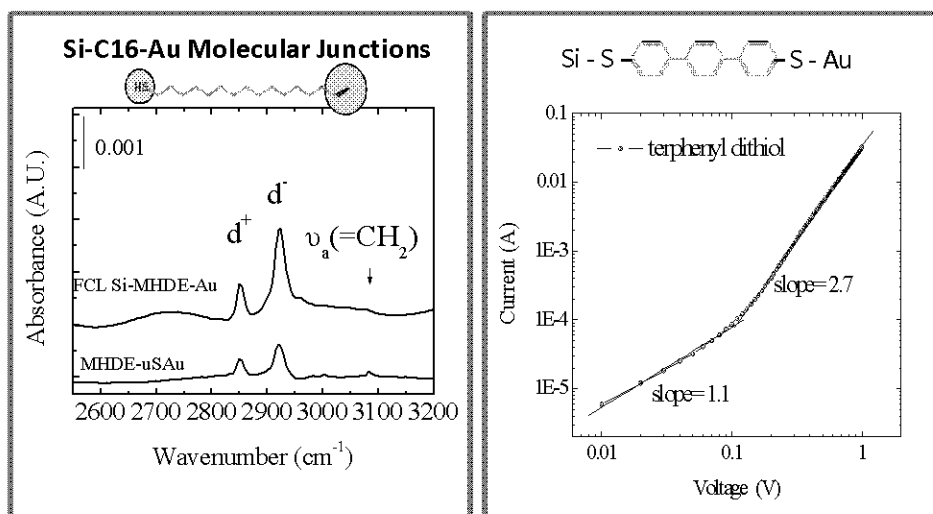 Si-C16-Au Molecular Junctions
HS
0.001
d⁺
d⁻
υₐ(=CH₂)
FCL Si-MHDE-Au
MHDE-uSAu
Absorbance (A.U.)
2600 2700 2800 2900 3000 3100 3200
Wavenumber (cm⁻¹)
Si - S
S - Au
0.1
terphenyl dithiol
0.01
1E-3
slope=2.7
1E-4
slope=1.1
1E-5
Current (A)
0.01 0.1 1
Voltage (V)